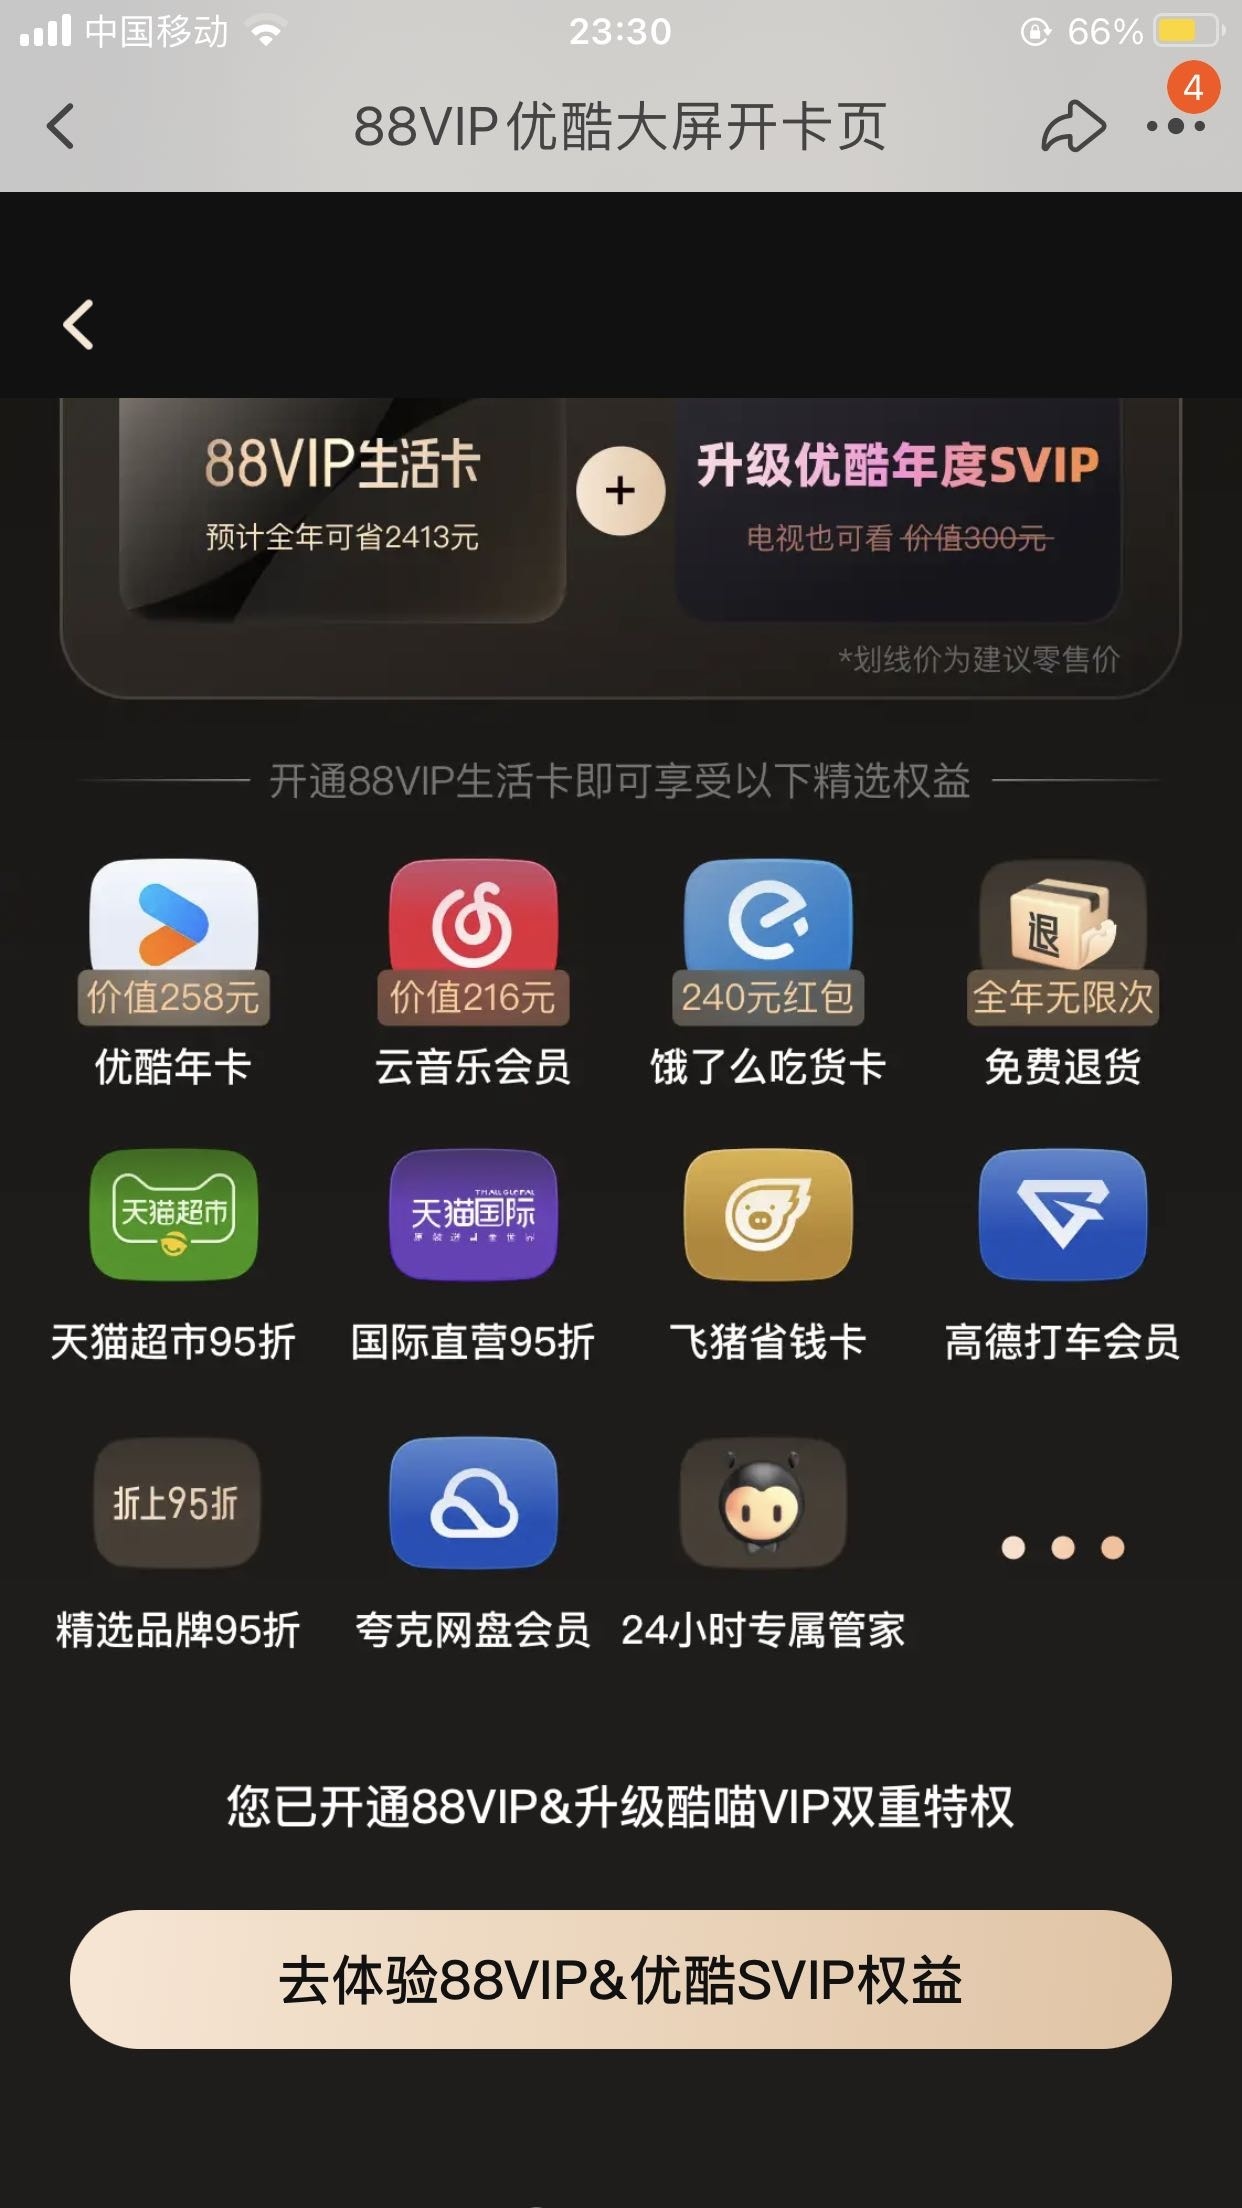 中国移动 23:30 66%
4
88VIP优酷大屏开卡页
88VIP生活卡 + 升级优酷年度SVIP
预计全年可省2413元 电视也可看 价值300元
*划线价为建议零售价
开通88VIP生活卡即可享受以下精选权益
退
价值258元 价值216元 240元红包 全年无限次
优酷年卡 云音乐会员 饿了么吃货卡 免费退货
天猫超市 TMALL GLOBAL 天猫国际
天猫超市95折 国际直营95折 飞猪省钱卡 高德打车会员
折上95折
精选品牌95折 夸克网盘会员 24小时专属管家
您已开通88VIP&升级酷喵VIP双重特权
去体验88VIP&优酷SVIP权益